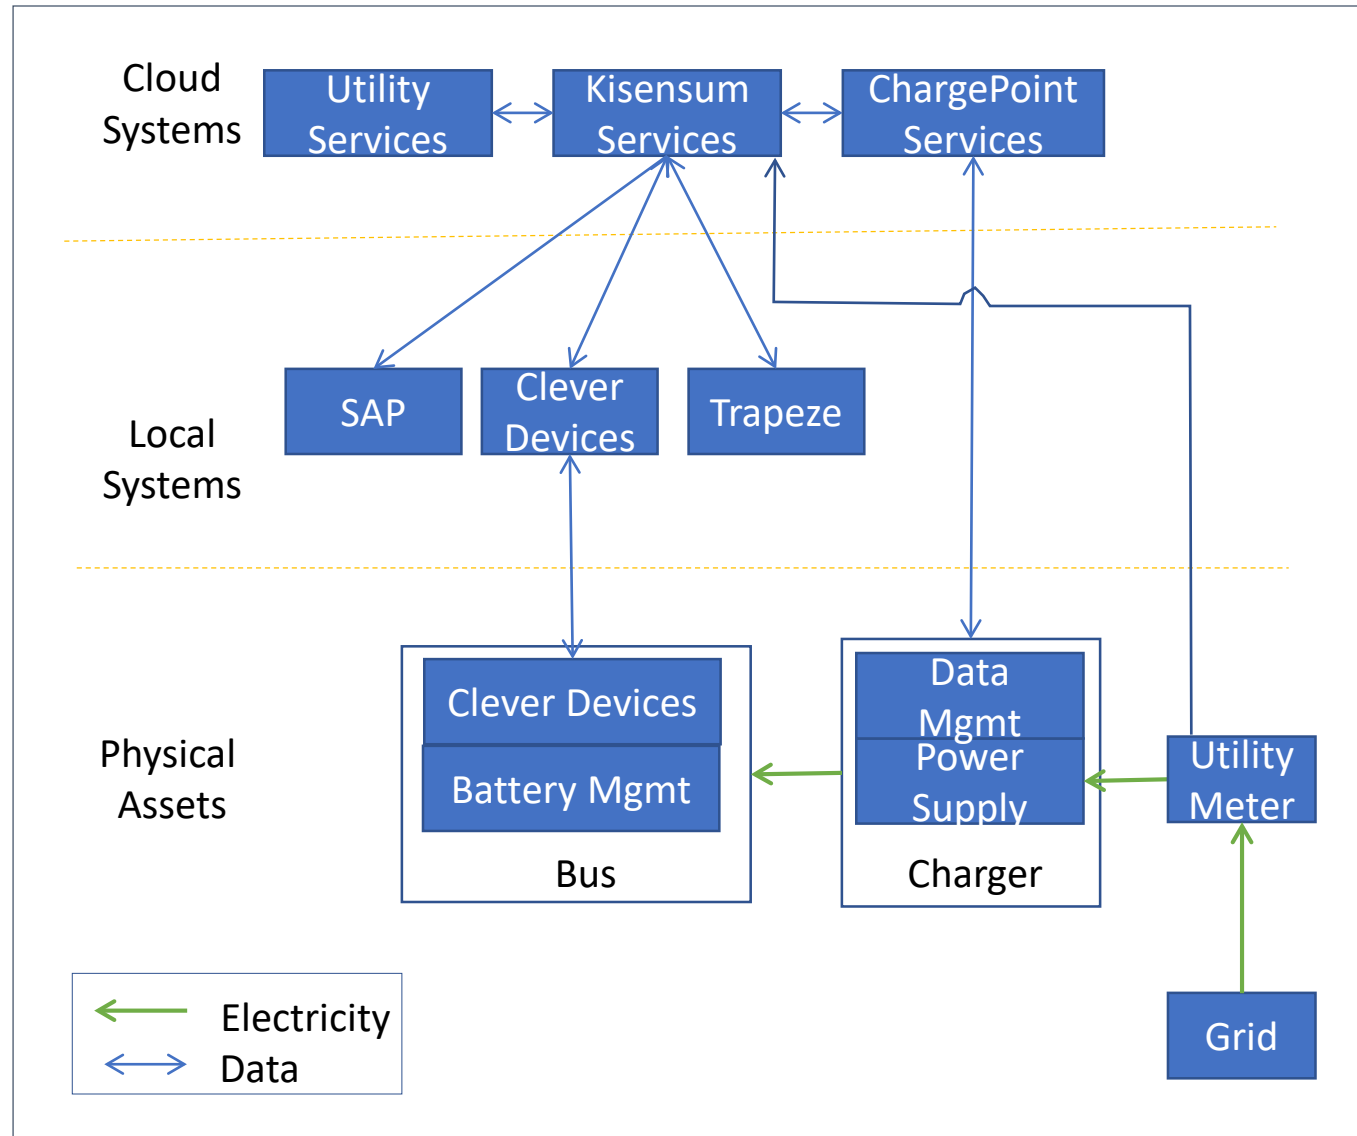 Cloud
Systems
Utility
Services
Kisensum
Services
ChargePoint
Services
Local
Systems
SAP
Clever
Devices
Trapeze
Physical
Assets
Clever Devices
Battery Mgmt
Bus
Data
Mgmt
Power
Supply
Charger
Utility
Meter
Grid
Electricity
Data